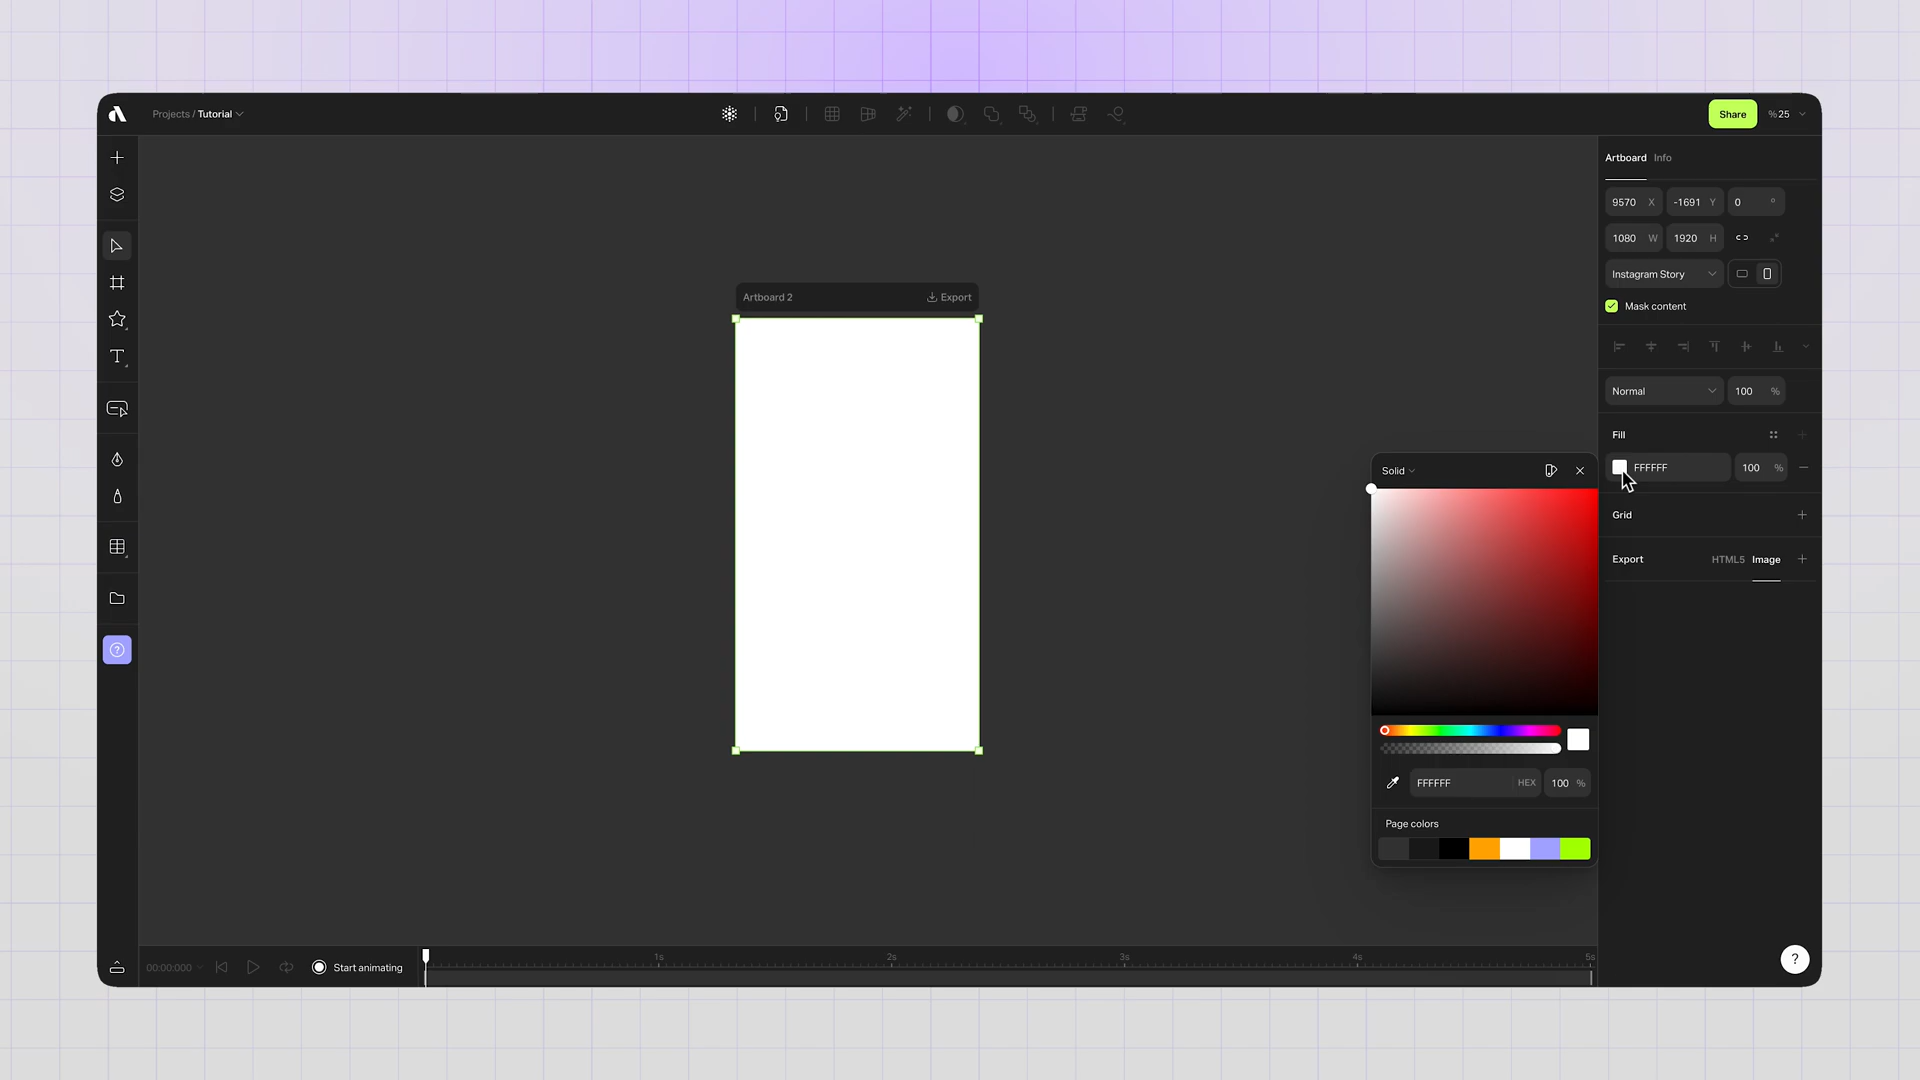 Projects / Tutorial
Share
%25
Artboard Info
9570 X -1691 Y 0 °
1080 W 1920 H
Instagram Story
Mask content
Artboard 2
Export
Normal 100 %
Fill
FFFFFF 100 %
Solid
Grid
Export HTML5 Image
FFFFFF HEX 100 %
Page colors
00:00:000
Start animating
1s 2s 3s 4s 5s
?
?